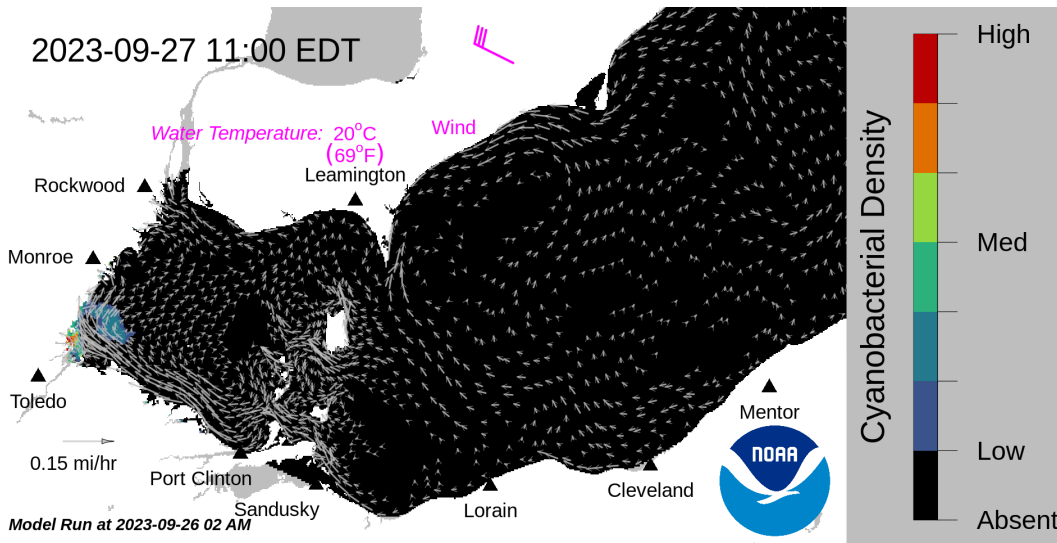 2023-09-27 11:00 EDT
High
Wind
Water Temperature: 20°C
(69°F)
Leamington
Rockwood
Cyanobacterial Density
Med
Monroe
Toledo
Mentor
NOAA
0.15 mi/hr
Low
Port Clinton
Cleveland
Sandusky
Lorain
Model Run at 2023-09-26 02 AM
Absent